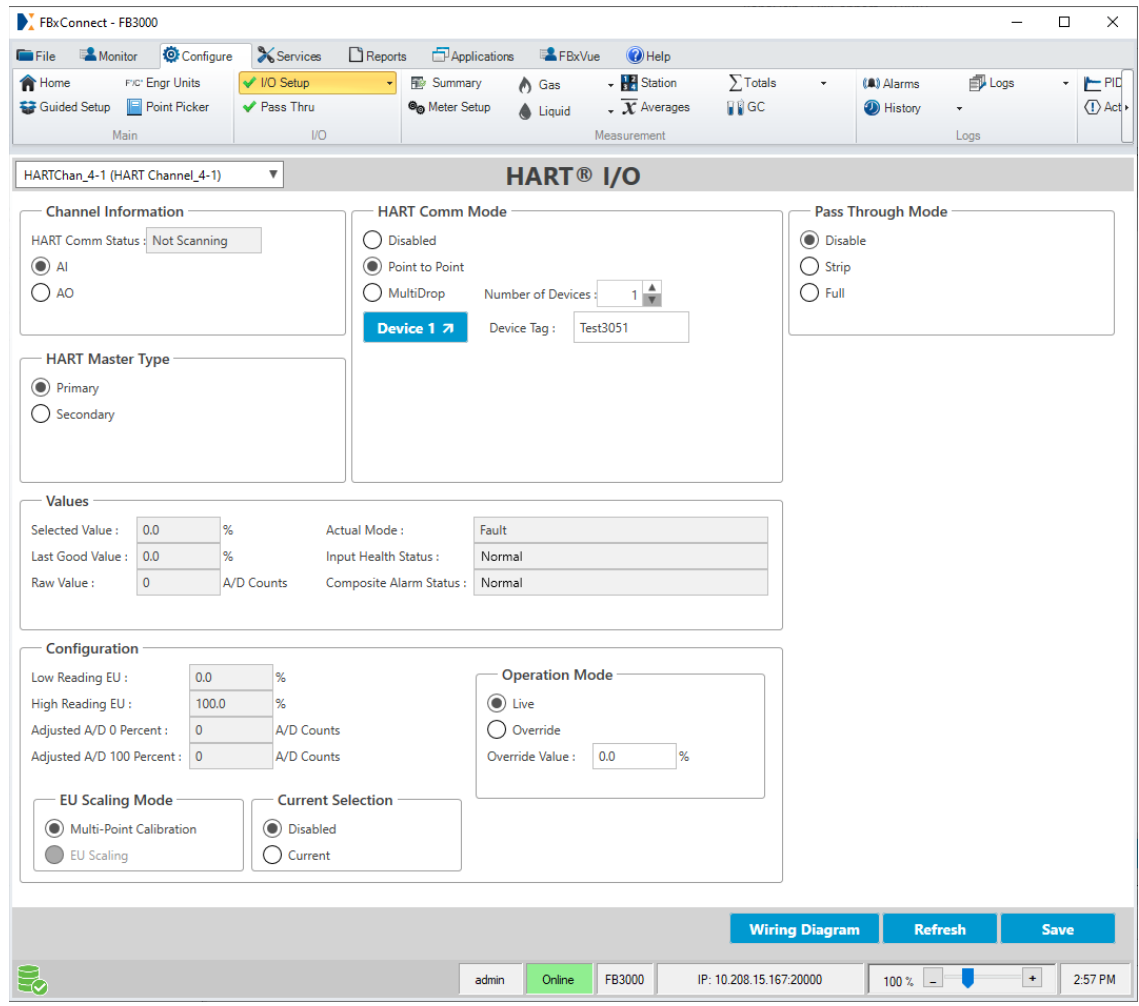 FBxConnect - FB3000
File Monitor Configure Services Reports Applications FBxVue Help
Home Engr Units I/O Setup Summary Gas Station Totals Alarms Logs PID
Guided Setup Point Picker Pass Thru Meter Setup Liquid Averages GC History Act
Main I/O Measurement Logs
HARTChan_4-1 (HART Channel_4-1)
HART® I/O
Channel Information
HART Comm Status : Not Scanning
AI
AO
HART Comm Mode
Disabled
Point to Point
MultiDrop Number of Devices : 1
Device 1 Device Tag : Test3051
Pass Through Mode
Disable
Strip
Full
HART Master Type
Primary
Secondary
Values
Selected Value : 0.0 % Actual Mode : Fault
Last Good Value : 0.0 % Input Health Status : Normal
Raw Value : 0 A/D Counts Composite Alarm Status : Normal
Configuration
Low Reading EU : 0.0 %
High Reading EU : 100.0 %
Adjusted A/D 0 Percent : 0 A/D Counts
Adjusted A/D 100 Percent : 0 A/D Counts
Operation Mode
Live
Override
Override Value : 0.0 %
EU Scaling Mode
Multi-Point Calibration
EU Scaling
Current Selection
Disabled
Current
Wiring Diagram Refresh Save
admin Online FB3000 IP: 10.208.15.167:20000 100 % 2:57 PM